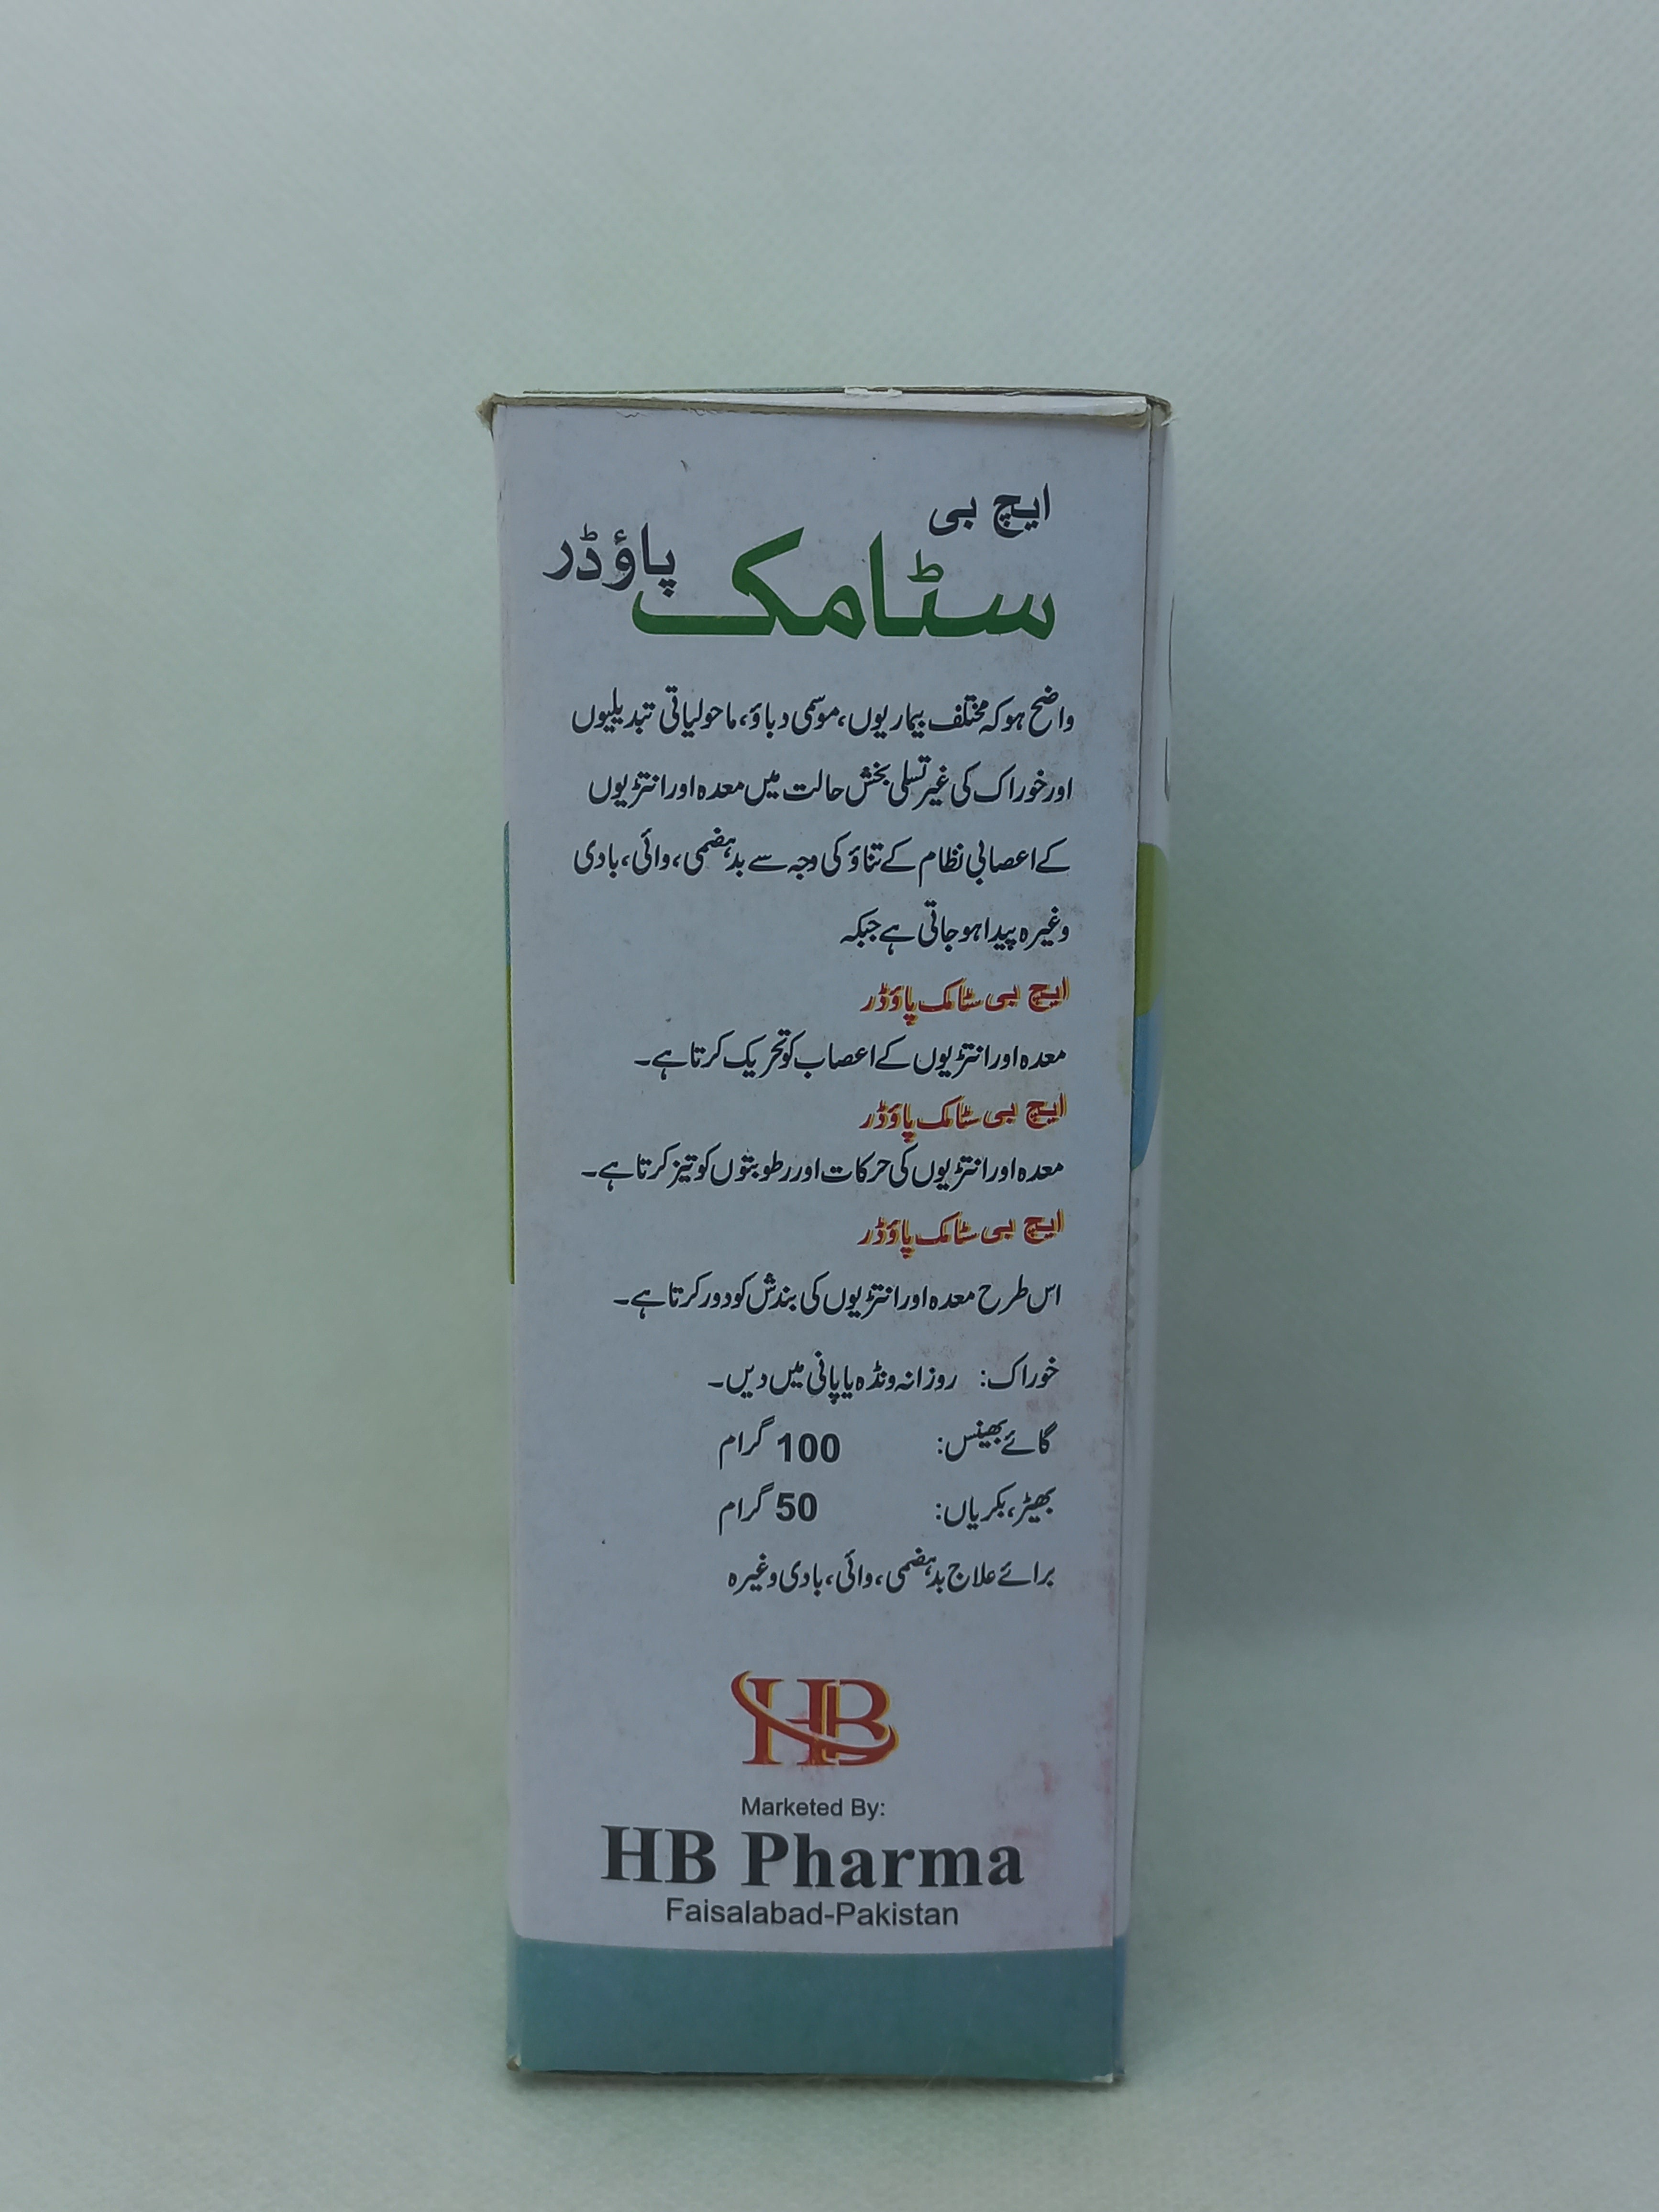 ایچ بی
سٹامک پاؤڈر
واضح ہو کہ مختلف بیماریوں، موسمی دباؤ، ماحولیاتی تبدیلیوں
اور خوراک کی غیر تسلی بخش حالت میں معدہ اور انتڑیوں
کے اعصابی نظام کے تناؤ کی وجہ سے بدہضمی، وائی، بادی
وغیرہ پیدا ہو جاتی ہے جبکہ
ایچ بی سٹامک پاؤڈر
معدہ اور انتڑیوں کے اعصاب کو تحریک کرتا ہے۔
ایچ بی سٹامک پاؤڈر
معدہ اور انتڑیوں کی حرکات اور رطوبتوں کو تیز کرتا ہے۔
ایچ بی سٹامک پاؤڈر
اس طرح معدہ اور انتڑیوں کی بندش کو دور کرتا ہے۔
خوراک: روزانہ ونڈہ یا پانی میں دیں۔
گائے بھینس: 100 گرام
بھیڑ، بکریاں: 50 گرام
برائے علاج بدہضمی، وائی، بادی وغیرہ
HB
Marketed By:
HB Pharma
Faisalabad-Pakistan